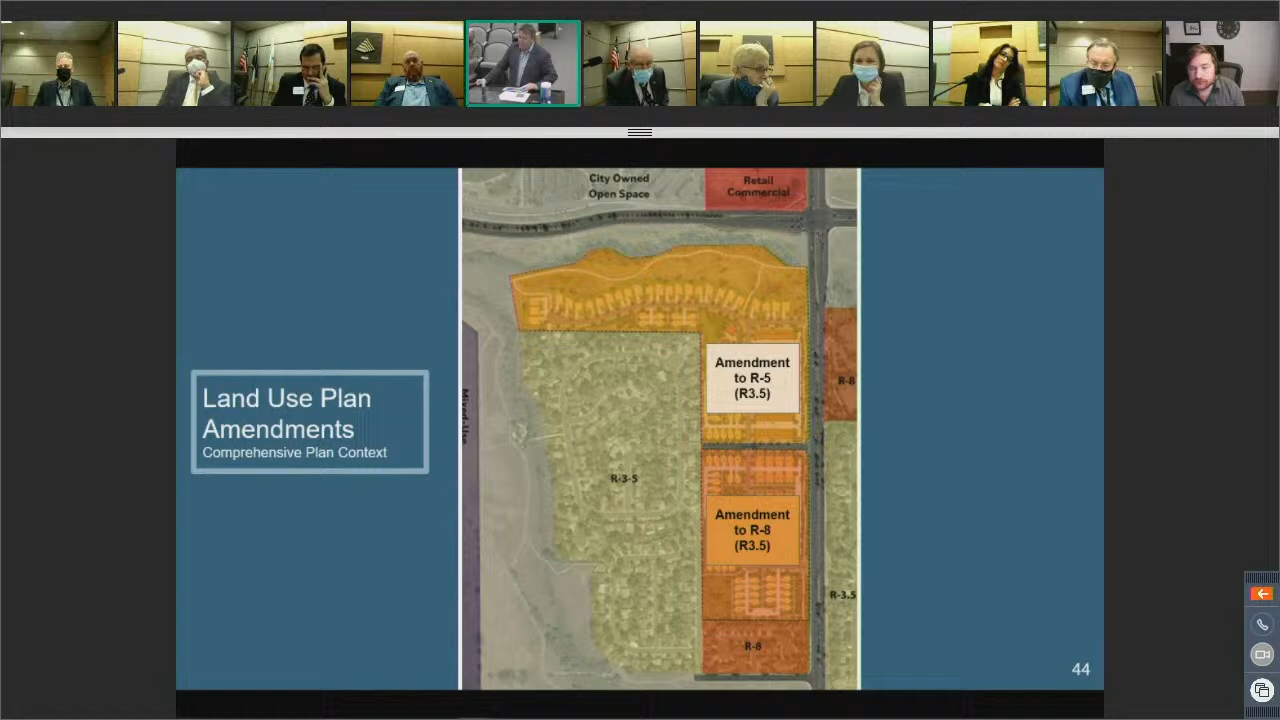 City Owned
Open Space
Retail
Commercial
Amendment
to R-5
(R3.5)
R-8
Mixed-Use
Land Use Plan
Amendments
Comprehensive Plan Context
R-3-5
Amendment
to R-8
(R3.5)
R-3.5
R-8
44